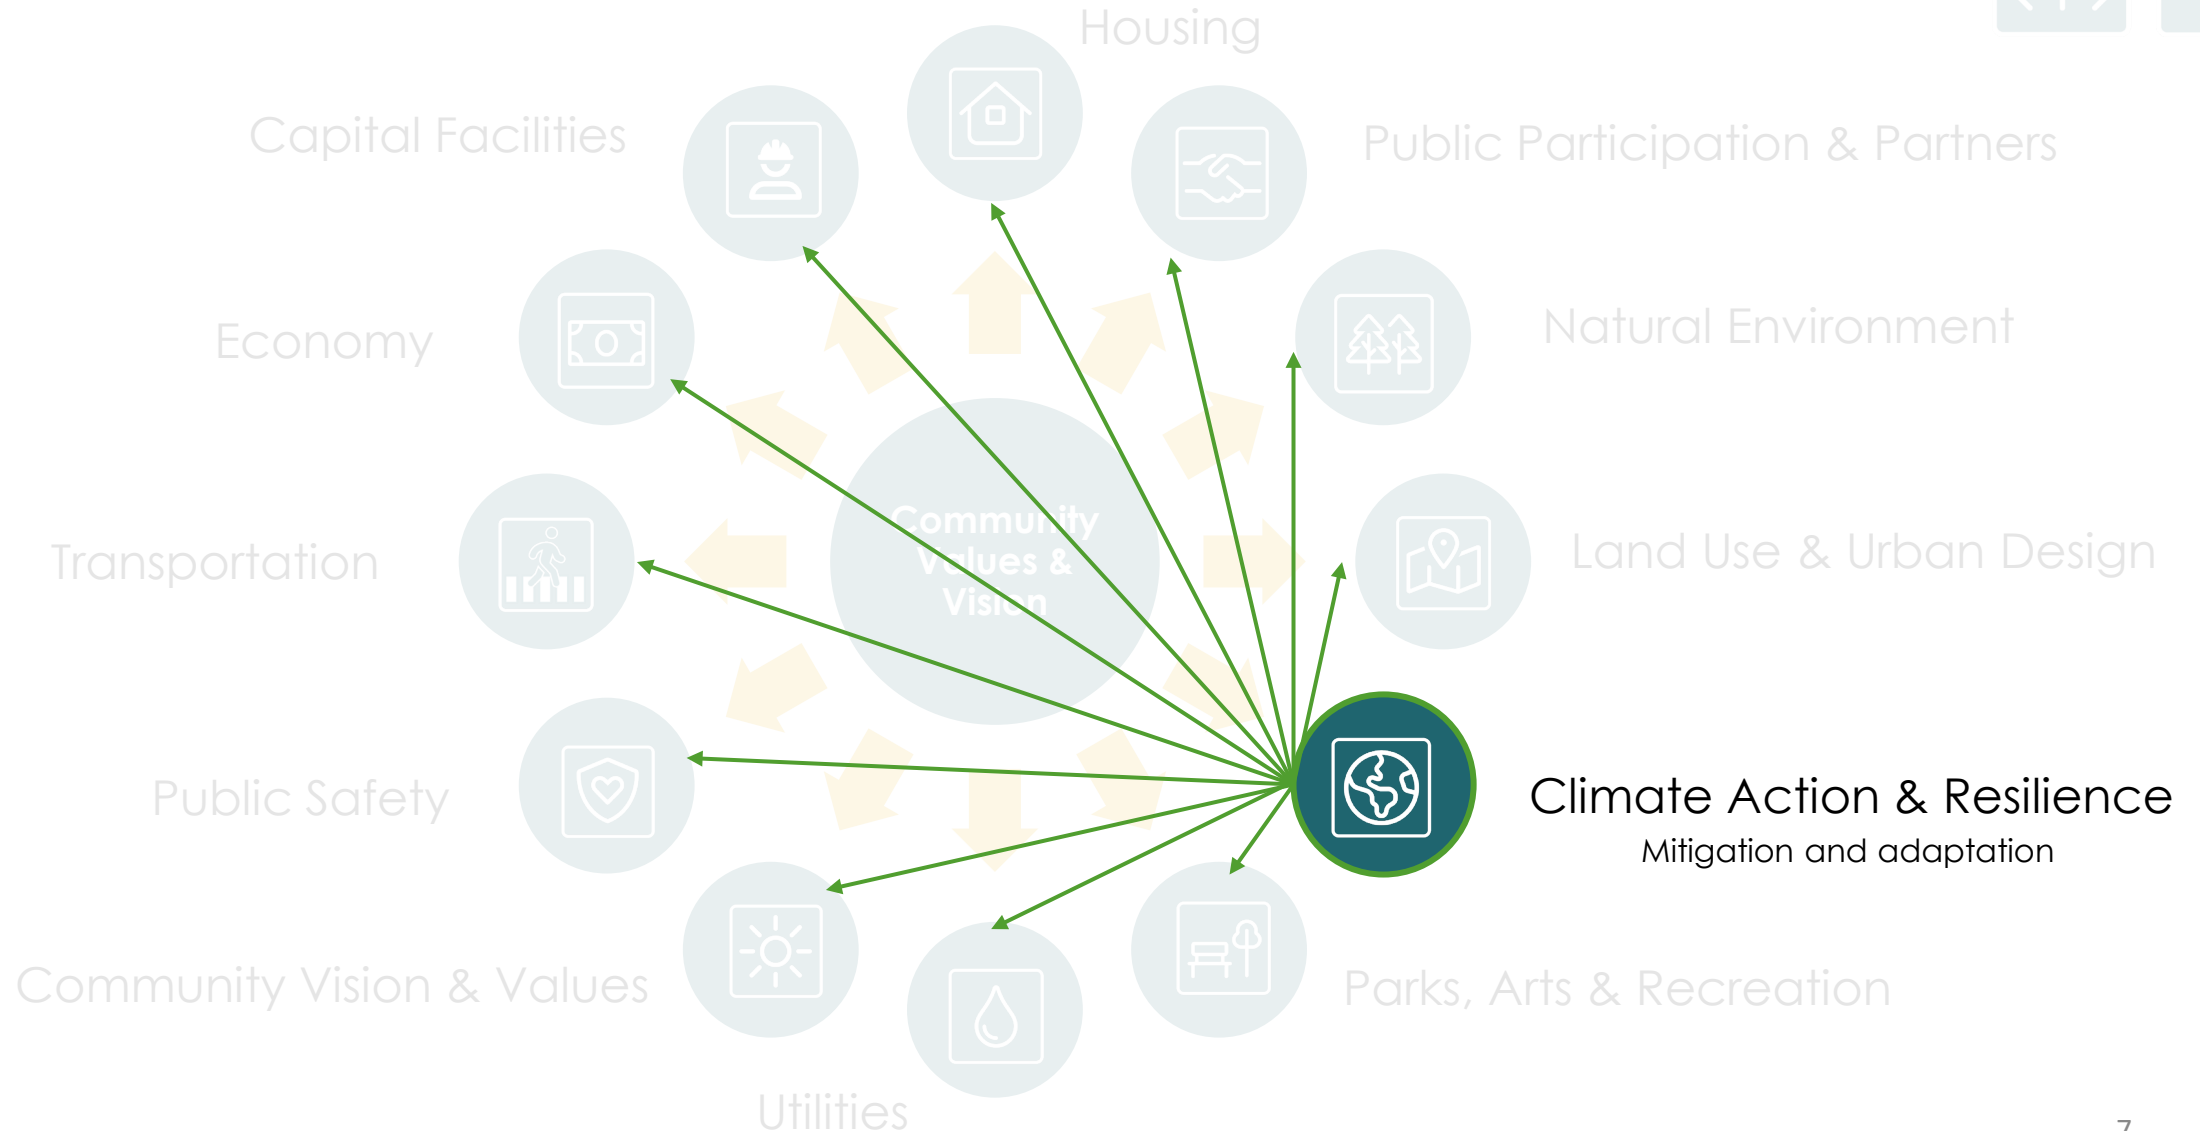 Housing
Capital Facilities
Public Participation & Partners
Natural Environment
Economy
Community
Values &
Vision
Land Use & Urban Design
Transportation
Public Safety
Climate Action & Resilience
Mitigation and adaptation
Community Vision & Values
Parks, Arts & Recreation
Utilities
7